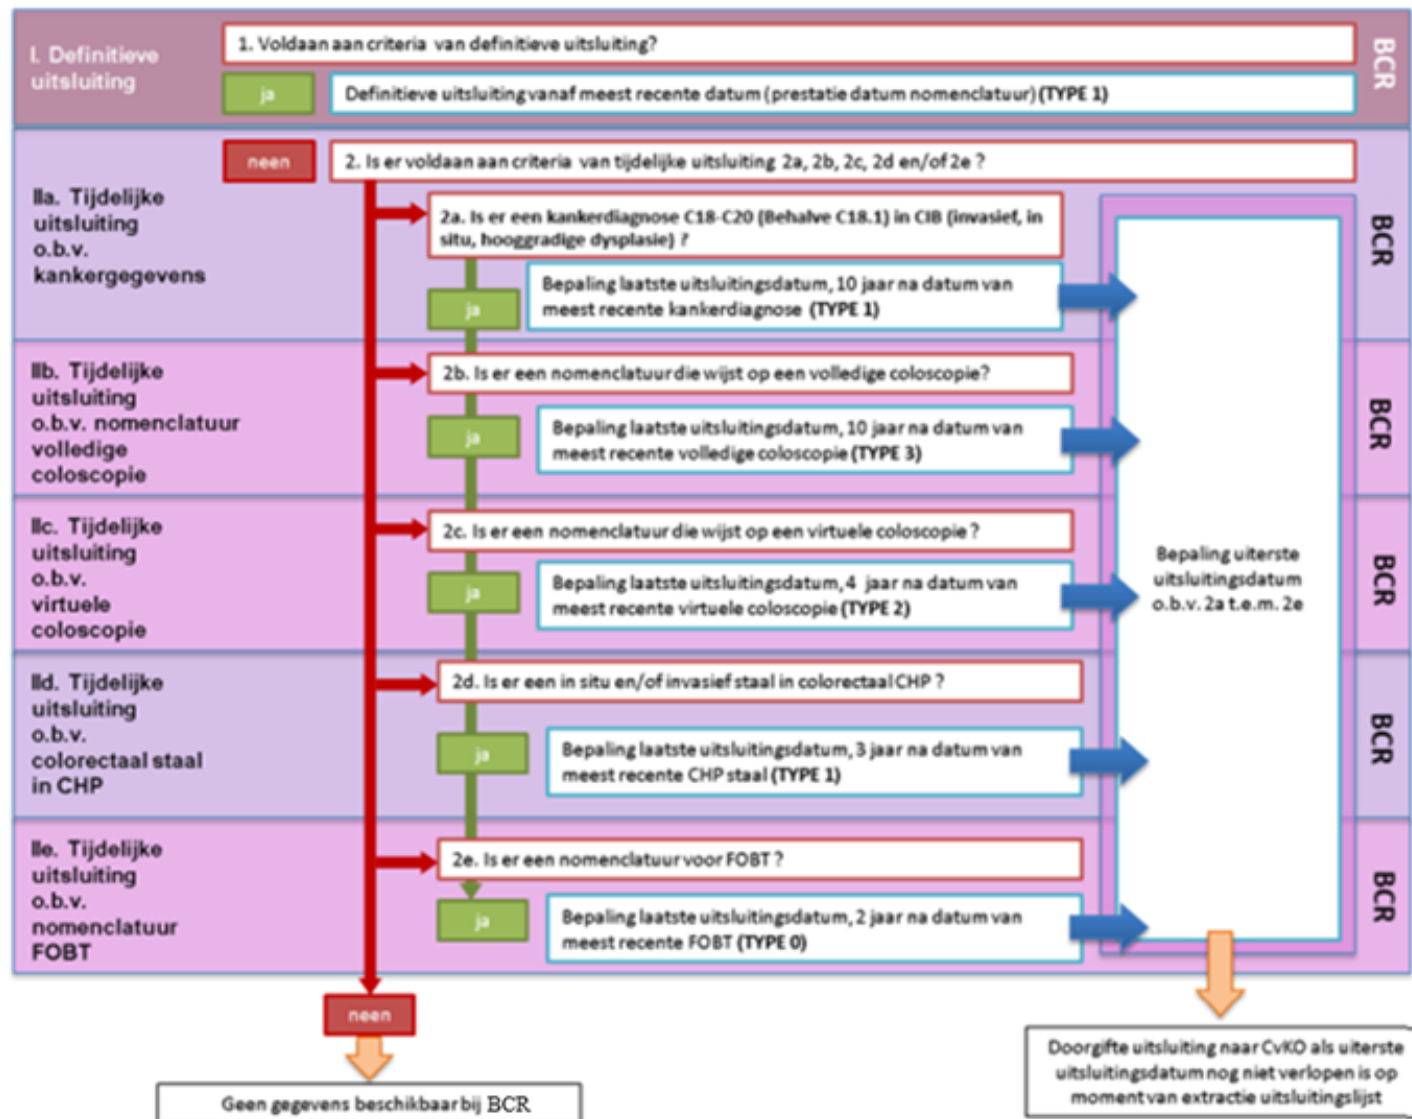 I. Definitieve
uitsluiting
1. Voldaan aan criteria van definitieve uitsluiting?
ja
Definitieve uitsluiting vanaf meest recente datum (prestatie datum nomenclatuur) (TYPE 1)
BCR
neen
2. Is er voldaan aan criteria van tijdelijke uitsluiting 2a, 2b, 2c, 2d en/of 2e ?
IIa. Tijdelijke
uitsluiting
o.b.v.
kankergegevens
2a. Is er een kankerdiagnose C18-C20 (Behalve C18.1) in CIB (invasief, in
situ, hooggradige dysplasie) ?
ja
Bepaling laatste uitsluitingsdatum, 10 jaar na datum van
meest recente kankerdiagnose (TYPE 1)
BCR
IIb. Tijdelijke
uitsluiting
o.b.v. nomenclatuur
volledige
coloscopie
2b. Is er een nomenclatuur die wijst op een volledige coloscopie?
ja
Bepaling laatste uitsluitingsdatum, 10 jaar na datum van
meest recente volledige coloscopie (TYPE 3)
BCR
IIc. Tijdelijke
uitsluiting
o.b.v.
virtuele
coloscopie
2c. Is er een nomenclatuur die wijst op een virtuele coloscopie ?
ja
Bepaling laatste uitsluitingsdatum, 4 jaar na datum van
meest recente virtuele coloscopie (TYPE 2)
Bepaling uiterste
uitsluitingsdatum
o.b.v. 2a t.e.m. 2e
BCR
IId. Tijdelijke
uitsluiting
o.b.v.
colorectaal staal
in CHP
2d. Is er een in situ en/of invasief staal in colorectaal CHP ?
ja
Bepaling laatste uitsluitingsdatum, 3 jaar na datum van
meest recente CHP staal (TYPE 1)
BCR
IIe. Tijdelijke
uitsluiting
o.b.v.
nomenclatuur
FOBT
2e. Is er een nomenclatuur voor FOBT ?
ja
Bepaling laatste uitsluitingsdatum, 2 jaar na datum van
meest recente FOBT (TYPE 0)
BCR
neen
Geen gegevens beschikbaar bij BCR
Doorgifte uitsluiting naar CvKO als uiterste
uitsluitingsdatum nog niet verlopen is op
moment van extractie uitsluitingslijst